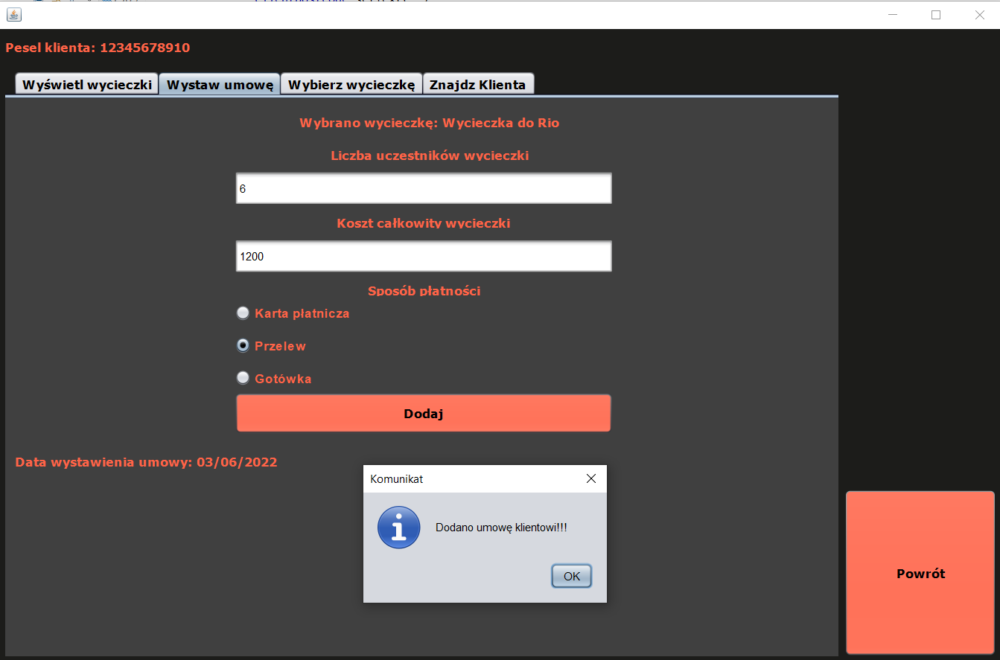 Pesel klienta: 12345678910
Wyświetl wycieczki
Wystaw umowę
Wybierz wycieczkę
Znajdz Klienta
Wybrano wycieczkę: Wycieczka do Rio
Liczba uczestników wycieczki
6
Koszt całkowity wycieczki
1200
Sposób płatności
Karta płatnicza
Przelew
Gotówka
Dodaj
Data wystawienia umowy: 03/06/2022
Komunikat
Dodano umowę klientowi!!!
OK
Powrót